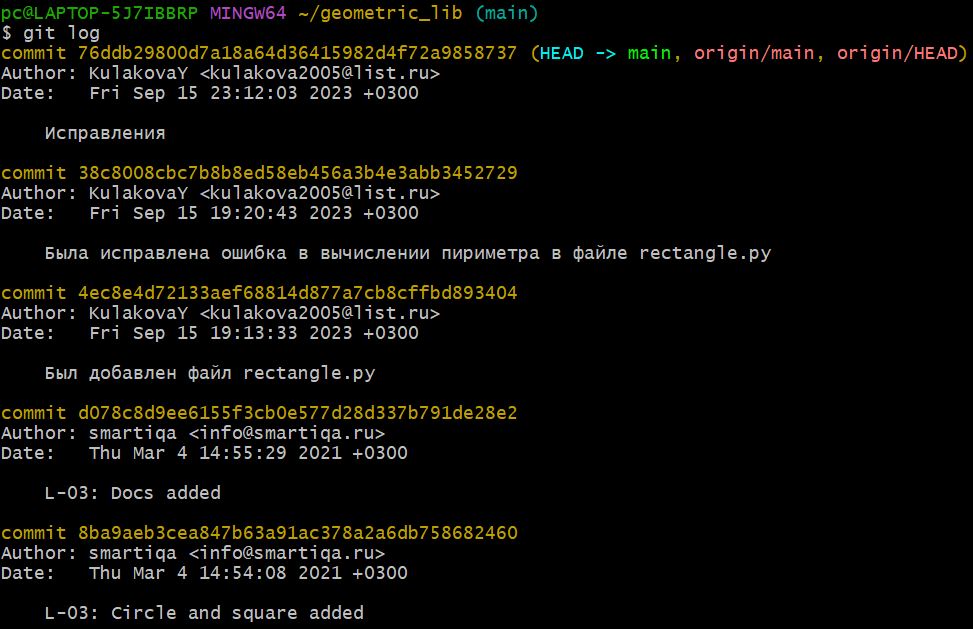 pc@LAPTOP-5J7IBBRP MINGW64 ~/geometric_lib (main)
$ git log
commit 76ddb29800d7a18a64d36415982d4f72a9858737 (HEAD -> main, origin/main, origin/HEAD)
Author: KulakovaY <kulakova2005@list.ru>
Date:   Fri Sep 15 23:12:03 2023 +0300

    Исправления

commit 38c8008cbc7b8b8ed58eb456a3b4e3abb3452729
Author: KulakovaY <kulakova2005@list.ru>
Date:   Fri Sep 15 19:20:43 2023 +0300

    Была исправлена ошибка в вычислении пириметра в файле rectangle.py

commit 4ec8e4d72133aef68814d877a7cb8cffbd893404
Author: KulakovaY <kulakova2005@list.ru>
Date:   Fri Sep 15 19:13:33 2023 +0300

    Был добавлен файл rectangle.py

commit d078c8d9ee6155f3cb0e577d28d337b791de28e2
Author: smartiqa <info@smartiqa.ru>
Date:   Thu Mar 4 14:55:29 2021 +0300

    L-03: Docs added

commit 8ba9aeb3cea847b63a91ac378a2a6db758682460
Author: smartiqa <info@smartiqa.ru>
Date:   Thu Mar 4 14:54:08 2021 +0300

    L-03: Circle and square added